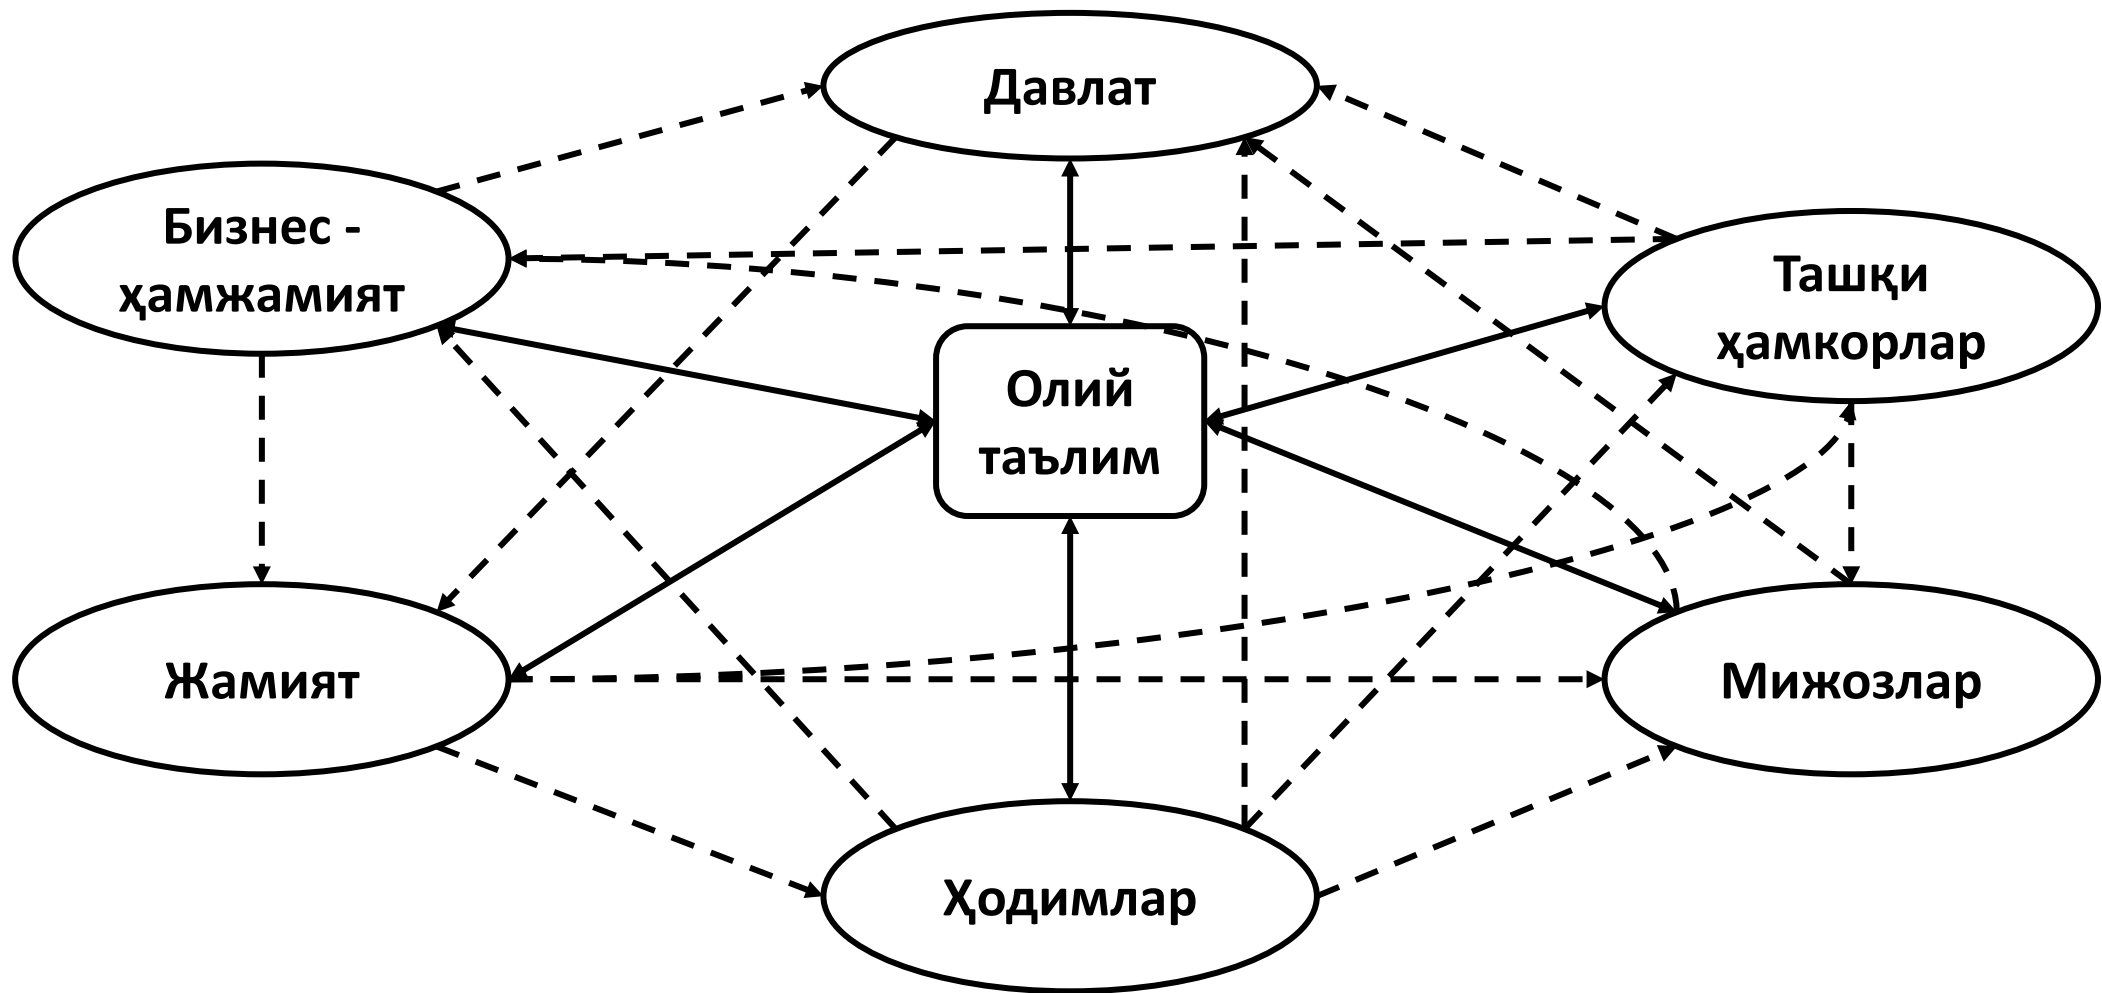 Давлат
Бизнес -
ҳамжамият
Ташқи
ҳамкорлар
Олий
таълим
Жамият
Мижозлар
Ҳодимлар